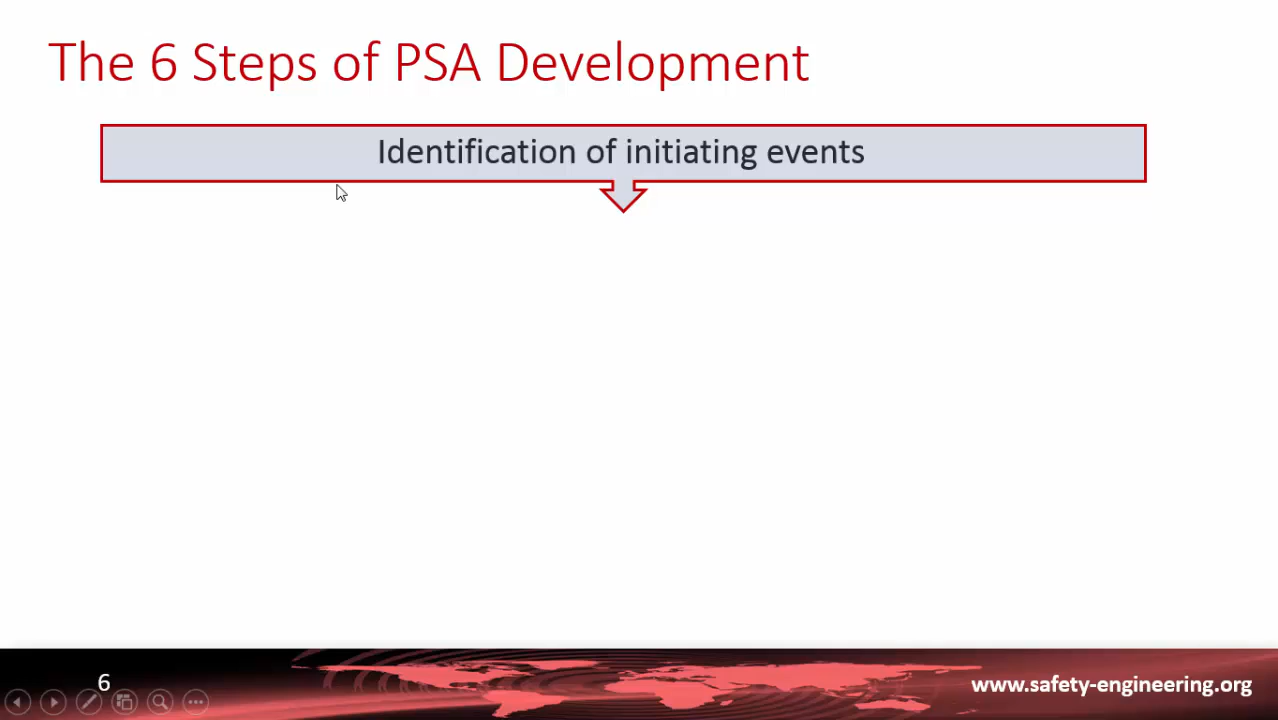 The 6 Steps of PSA Development
Identification of initiating events
6
www.safety-engineering.org